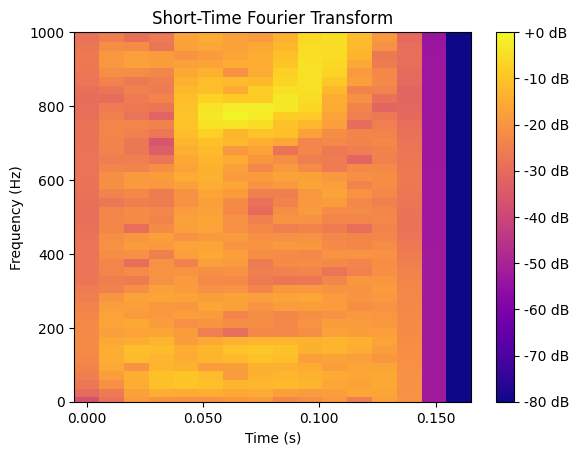 Short-Time Fourier Transform
1000
800
600
400
200
0
Frequency (Hz)
0.000
0.050
0.100
0.150
Time (s)
+0 dB
-10 dB
-20 dB
-30 dB
-40 dB
-50 dB
-60 dB
-70 dB
-80 dB